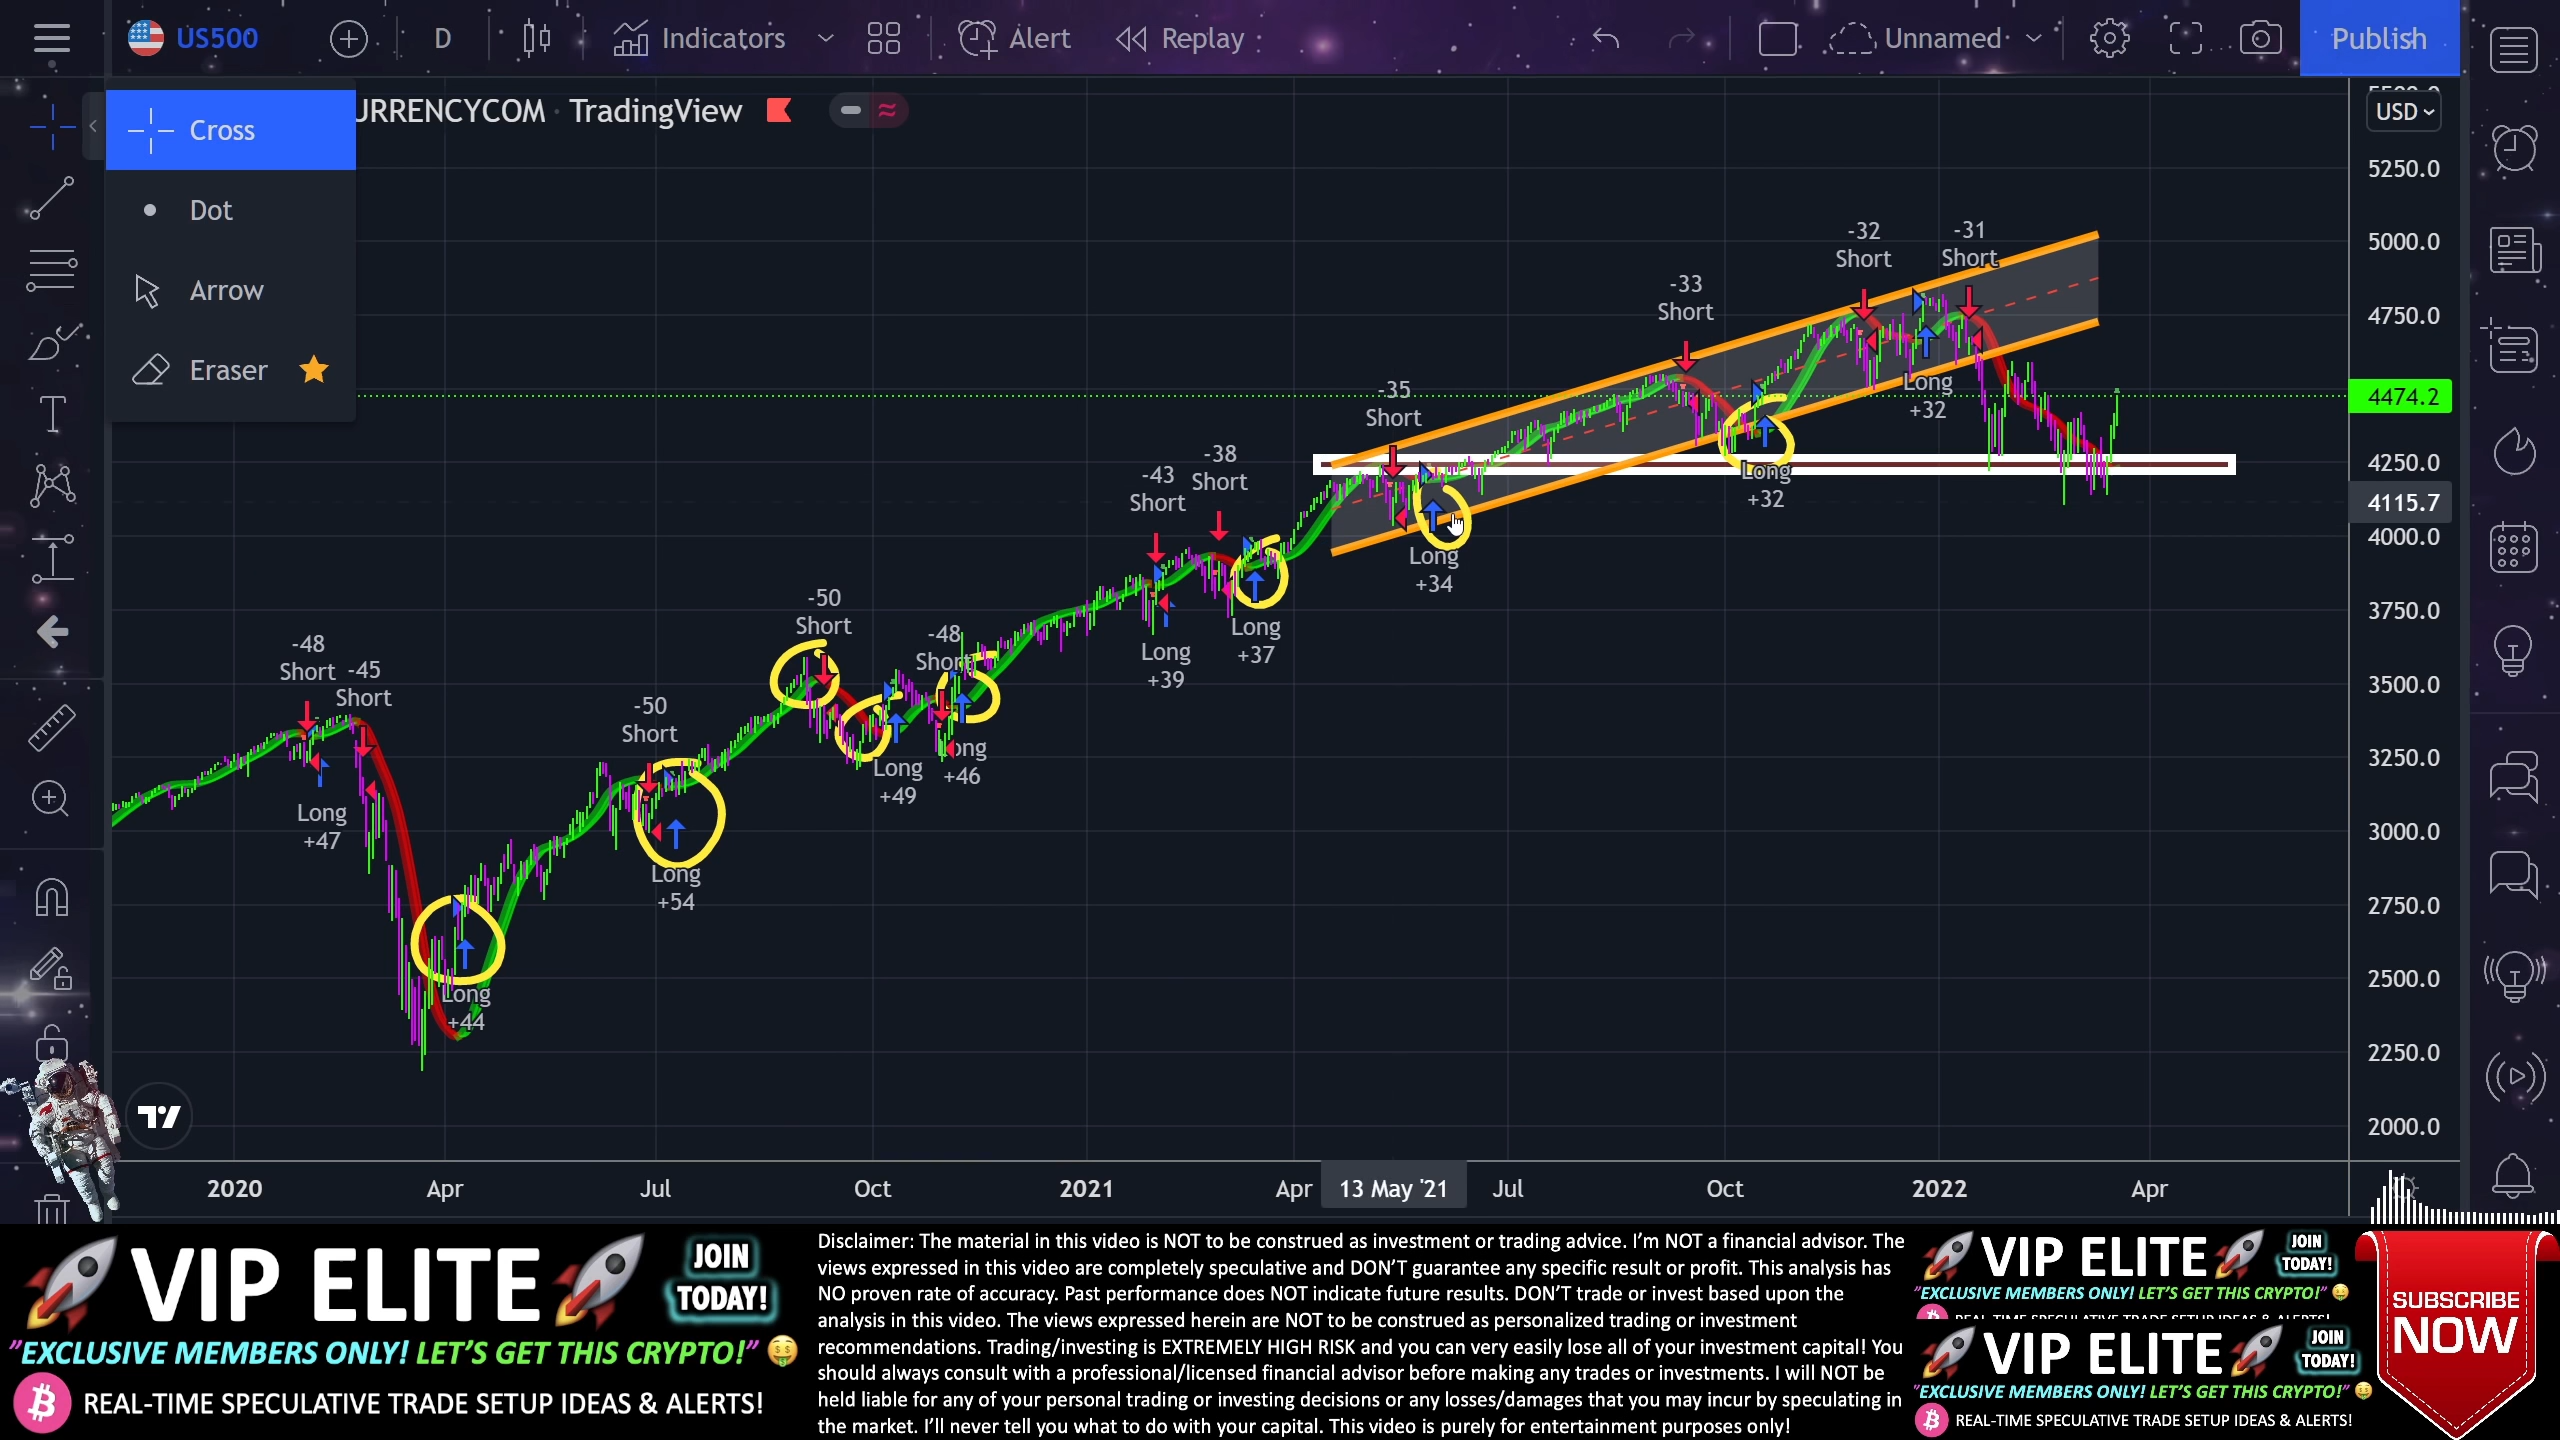 US500
D
Indicators
Alert
Replay
Unnamed
Publish
Cross
URRENCYCOM · TradingView
USD
Dot
Arrow
Eraser
5250.0
5000.0
4750.0
4474.2
4250.0
4115.7
4000.0
3750.0
3500.0
3250.0
3000.0
2750.0
2500.0
2250.0
2000.0
-48
Short
-45
Short
Long
+47
Long
+44
-50
Short
Long
+54
-50
Short
Long
+49
-48
Short
ong
+46
-43
Short
Long
+39
-38
Short
Long
+37
-35
Short
Long
+34
-33
Short
Long
+32
-32
Short
Long
+32
-31
Short
2020
Apr
Jul
Oct
2021
Apr
13 May '21
Jul
Oct
2022
Apr
VIP ELITE
JOIN
TODAY!
"EXCLUSIVE MEMBERS ONLY! LET'S GET THIS CRYPTO!"
REAL-TIME SPECULATIVE TRADE SETUP IDEAS & ALERTS!
Disclaimer: The material in this video is NOT to be construed as investment or trading advice. I'm NOT a financial advisor. The
views expressed in this video are completely speculative and DON'T guarantee any specific result or profit. This analysis has
NO proven rate of accuracy. Past performance does NOT indicate future results. DON'T trade or invest based upon the
analysis in this video. The views expressed herein are NOT to be construed as personalized trading or investment
recommendations. Trading/investing is EXTREMELY HIGH RISK and you can very easily lose all of your investment capital! You
should always consult with a professional/licensed financial advisor before making any trades or investments. I will NOT be
held liable for any of your personal trading or investing decisions or any losses/damages that you may incur by speculating in
the market. I'll never tell you what to do with your capital. This video is purely for entertainment purposes only!
VIP ELITE
JOIN
TODAY!
"EXCLUSIVE MEMBERS ONLY! LET'S GET THIS CRYPTO!"
VIP ELITE
JOIN
TODAY!
"EXCLUSIVE MEMBERS ONLY! LET'S GET THIS CRYPTO!"
REAL-TIME SPECULATIVE TRADE SETUP IDEAS & ALERTS!
SUBSCRIBE
NOW